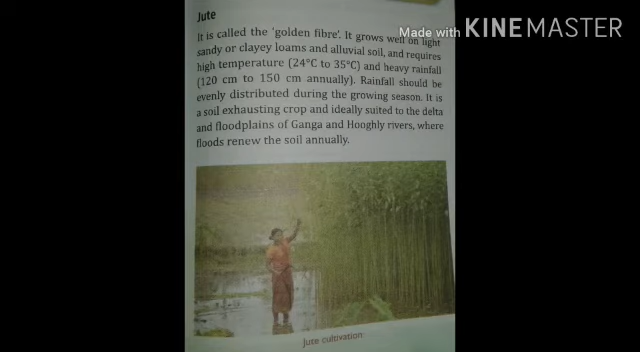 Made with KINEMASTER
Jute
It is called the 'golden fibre'. It grows well on light
sandy or clayey loams and alluvial soil, and requires
high temperature (24°C to 35°C) and heavy rainfall
(120 cm to 150 cm annually). Rainfall should be
evenly distributed during the growing season. It is
a soil exhausting crop and ideally suited to the delta
and floodplains of Ganga and Hooghly rivers, where
floods renew the soil annually.
Jute cultivation